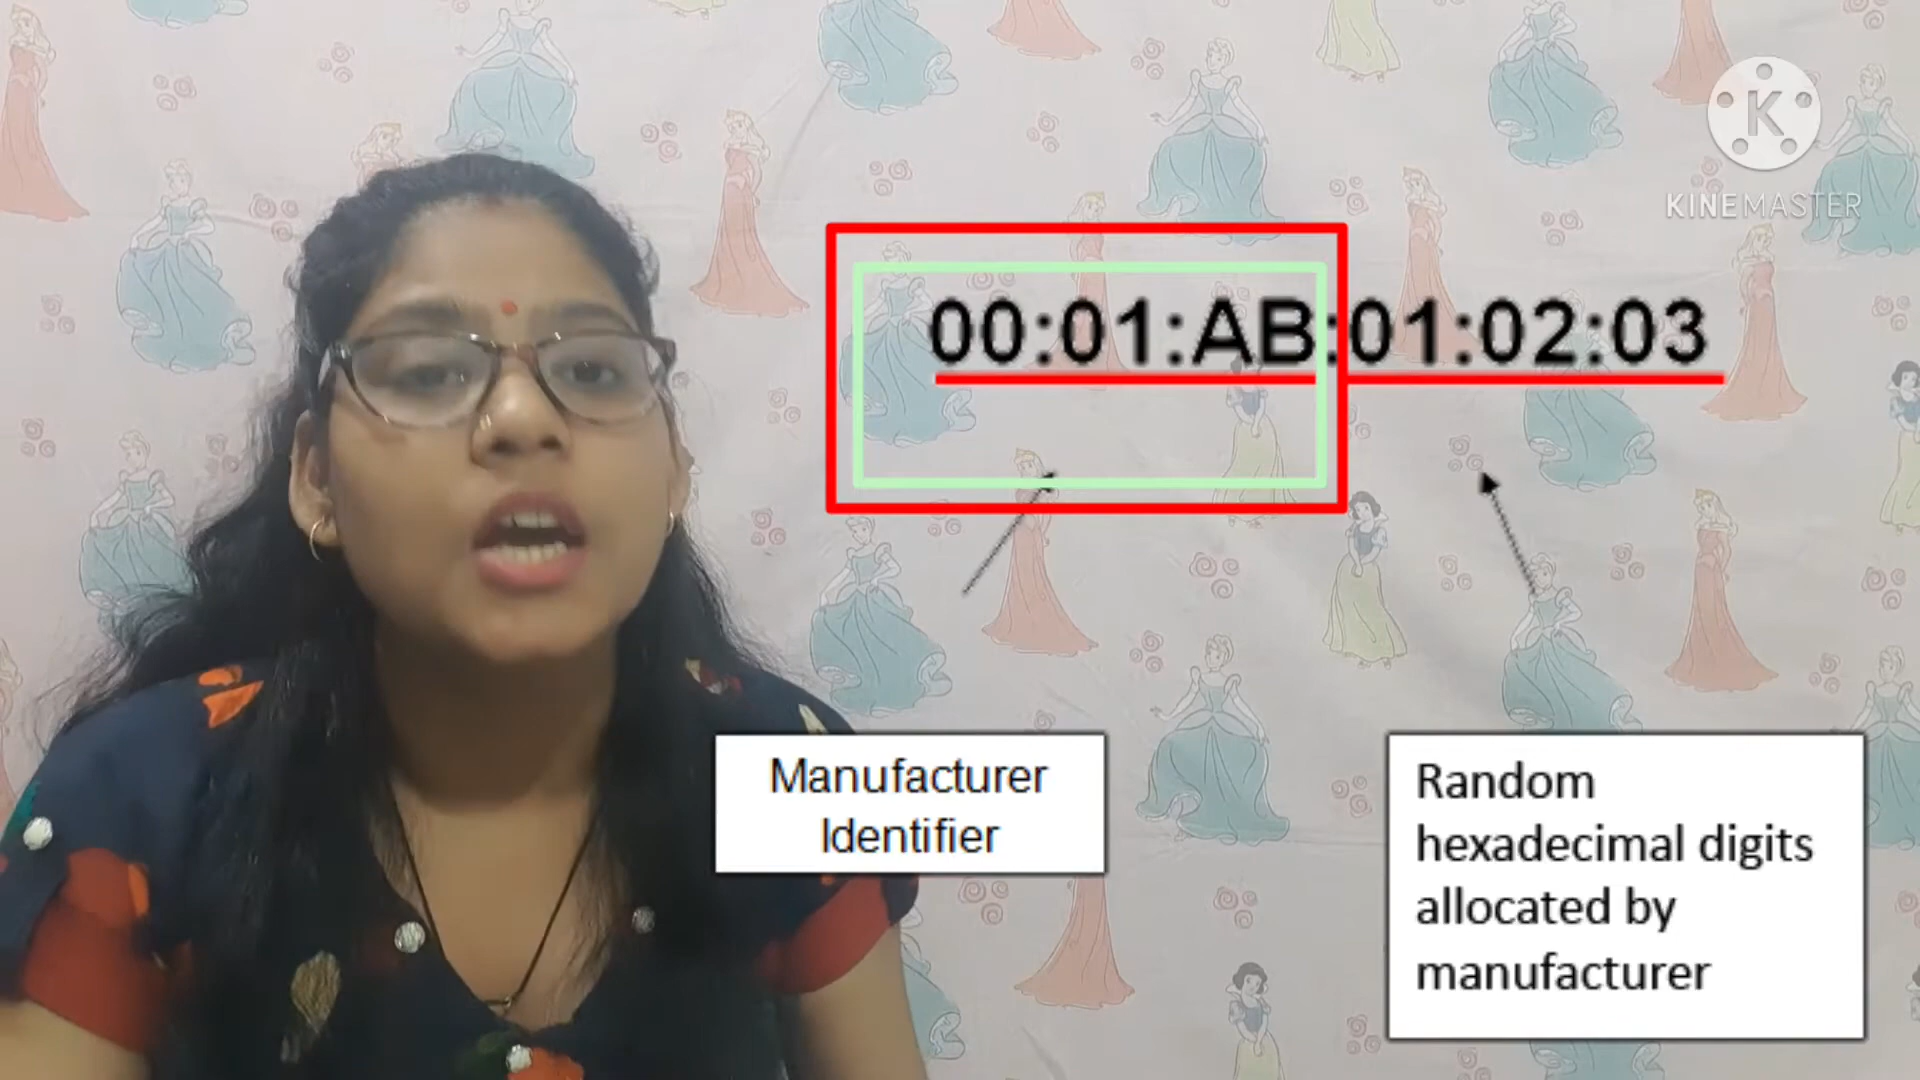 K
KINEMASTER
00:01:AB:01:02:03
Manufacturer
Identifier
Random
hexadecimal digits
allocated by
manufacturer